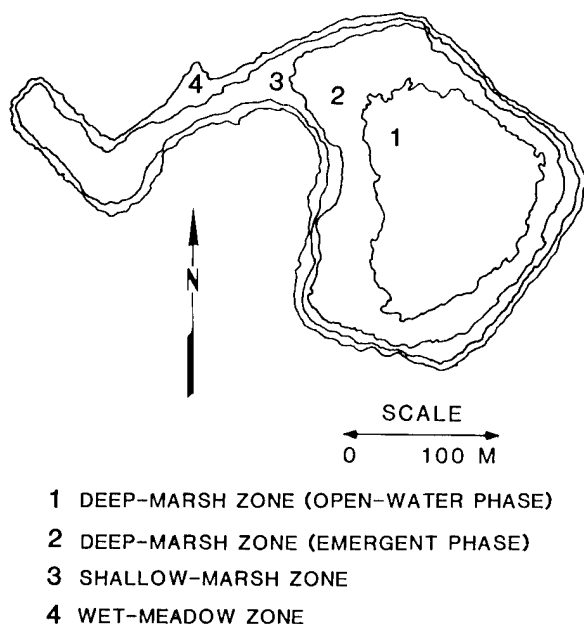 4
3
2
1
N
SCALE
0 100 M
1 DEEP-MARSH ZONE (OPEN-WATER PHASE)
2 DEEP-MARSH ZONE (EMERGENT PHASE)
3 SHALLOW-MARSH ZONE
4 WET-MEADOW ZONE